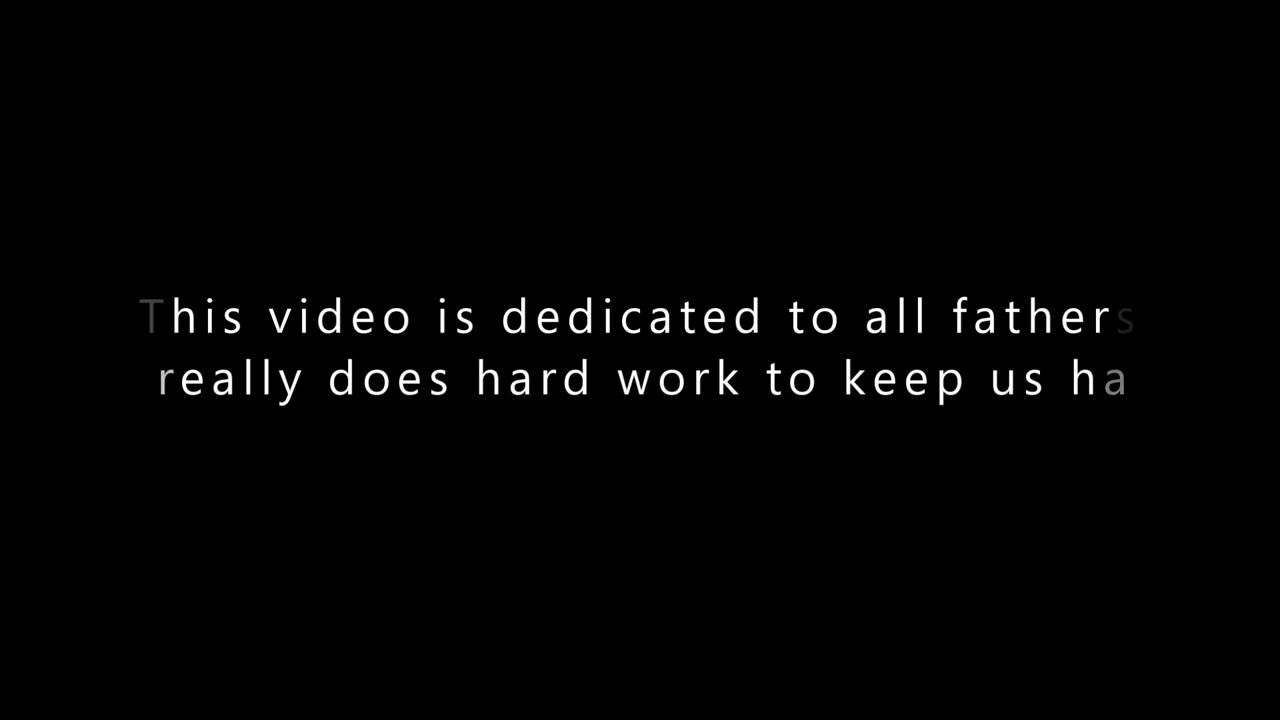 This video is dedicated to all fathers
really does hard work to keep us ha